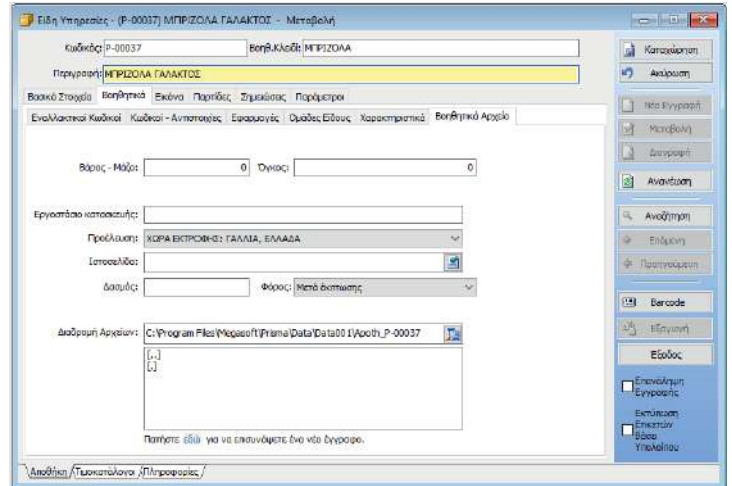 Είδη Υπηρεσίες - (P-00037) ΜΠΡΙΖΟΛΑ ΓΑΛΑΚΤΟΣ - Μεταβολή
Κωδικός: P-00037 Βοηθ.Κλειδί: ΜΠΡΙΖΟΛΑ
Περιγραφή: ΜΠΡΙΖΟΛΑ ΓΑΛΑΚΤΟΣ
Βασικά Στοιχεία Βοηθητικά Εικόνα Παρτίδες Σημειώσεις Παράμετροι
Εναλλακτικοί Κωδικοί Κωδικοί - Αντιστοιχίες Εφαρμογές Ομάδες Είδους Χαρακτηριστικά Βοηθητικά Αρχεία
Βάρος - Μάζα: 0 Όγκος: 0
Εργοστάσιο κατασκευής:
Προέλευση: ΧΩΡΑ ΕΚΤΡΟΦΗΣ: ΓΑΛΛΙΑ, ΕΛΛΑΔΑ
Ιστοσελίδα:
Δασμός: Φόρος: Μετά έκπτωσης
Διαδρομή Αρχείων: C:\Program Files\Megasoft\Prisma\Data\Data001\Apoth_P-00037
[..]
[.]
Πατήστε εδώ για να επισυνάψετε ένα νέο έγγραφο.
Αποθήκη Τιμοκατάλογοι Πληροφορίες
Καταχώρηση
Ακύρωση
Νέα Εγγραφή
Μεταβολή
Διαγραφή
Ανανέωση
Αναζήτηση
Επόμενη
Προηγούμενη
Barcode
Εξαγωγή
Έξοδος
Επανάληψη
Εγγραφής
Εκτύπωση
Ετικετών
Βάσει
Υπολοίπου